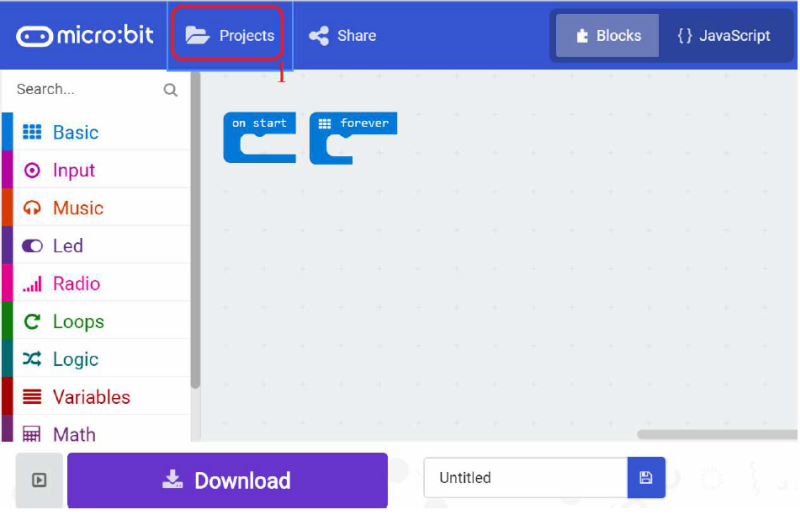 micro:bit Projects Share Blocks {} JavaScript
1
Search...
on start forever
Basic
Input
Music
Led
Radio
Loops
Logic
Variables
Math
Download Untitled